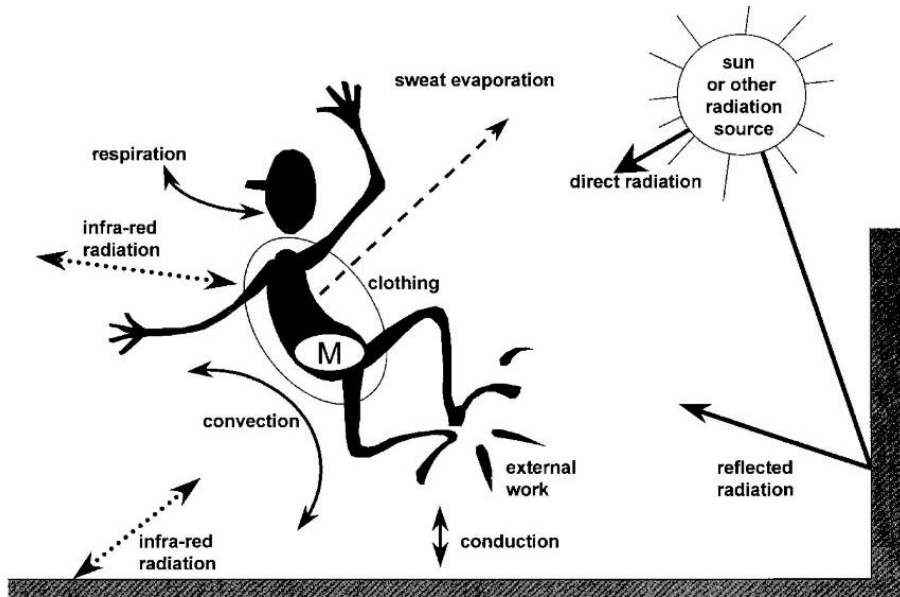 sun
or other
radiation
source
sweat evaporation
respiration
direct radiation
infra-red
radiation
clothing
M
convection
external
work
reflected
radiation
infra-red
radiation
conduction